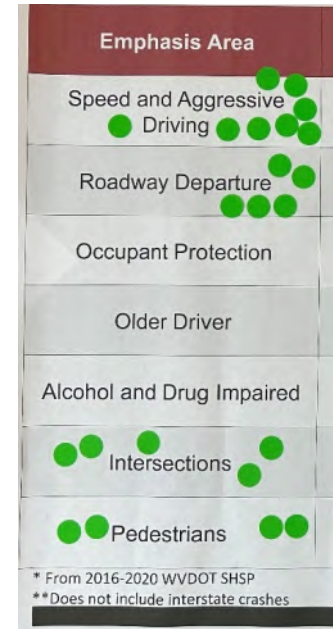 Emphasis Area
Speed and Aggressive
Driving
Roadway Departure
Occupant Protection
Older Driver
Alcohol and Drug Impaired
Intersections
Pedestrians
* From 2016-2020 WVDOT SHSP
**Does not include interstate crashes